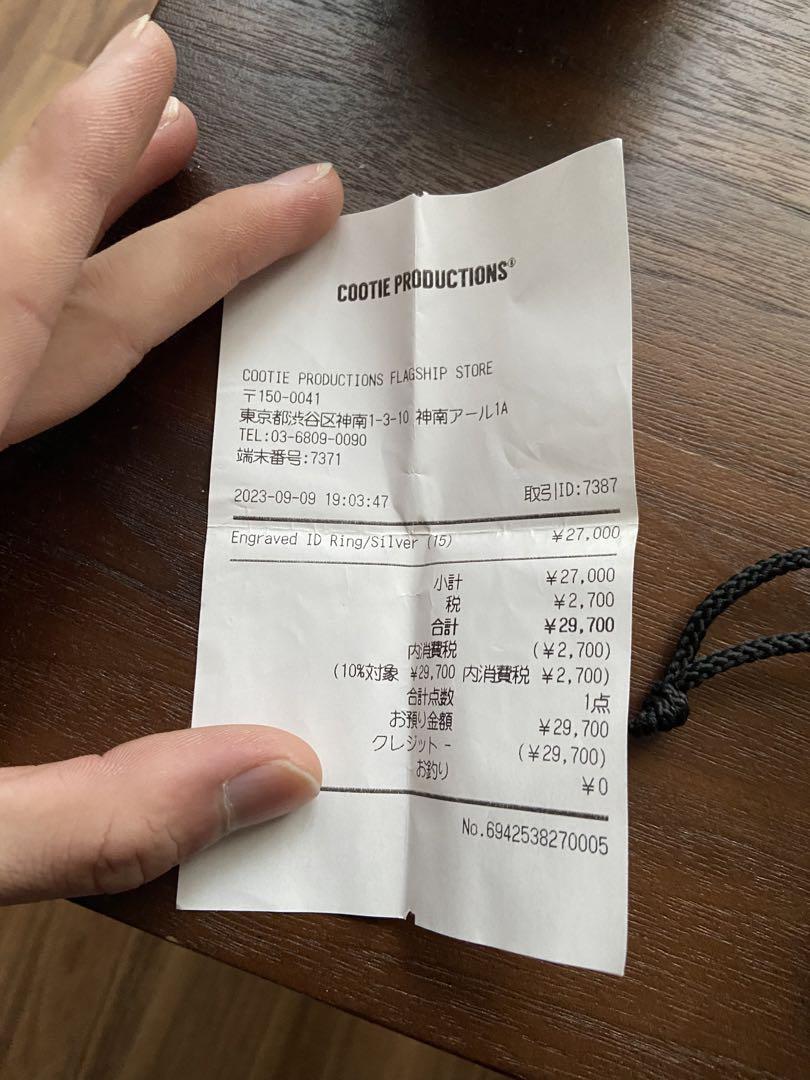 COOTIE PRODUCTIONS®
COOTIE PRODUCTIONS FLAGSHIP STORE
〒150-0041
東京都渋谷区神南1-3-10 神南アール1A
TEL:03-6809-0090
端末番号:7371
2023-09-09 19:03:47 取引ID:7387
Engraved ID Ring/Silver (15) ¥27,000
小計 ¥27,000
税 ¥2,700
合計 ¥29,700
内消費税 (¥2,700)
(10%対象 ¥29,700 内消費税 ¥2,700)
合計点数 1点
お預り金額 ¥29,700
クレジット - (¥29,700)
お釣り ¥0
No.6942538270005